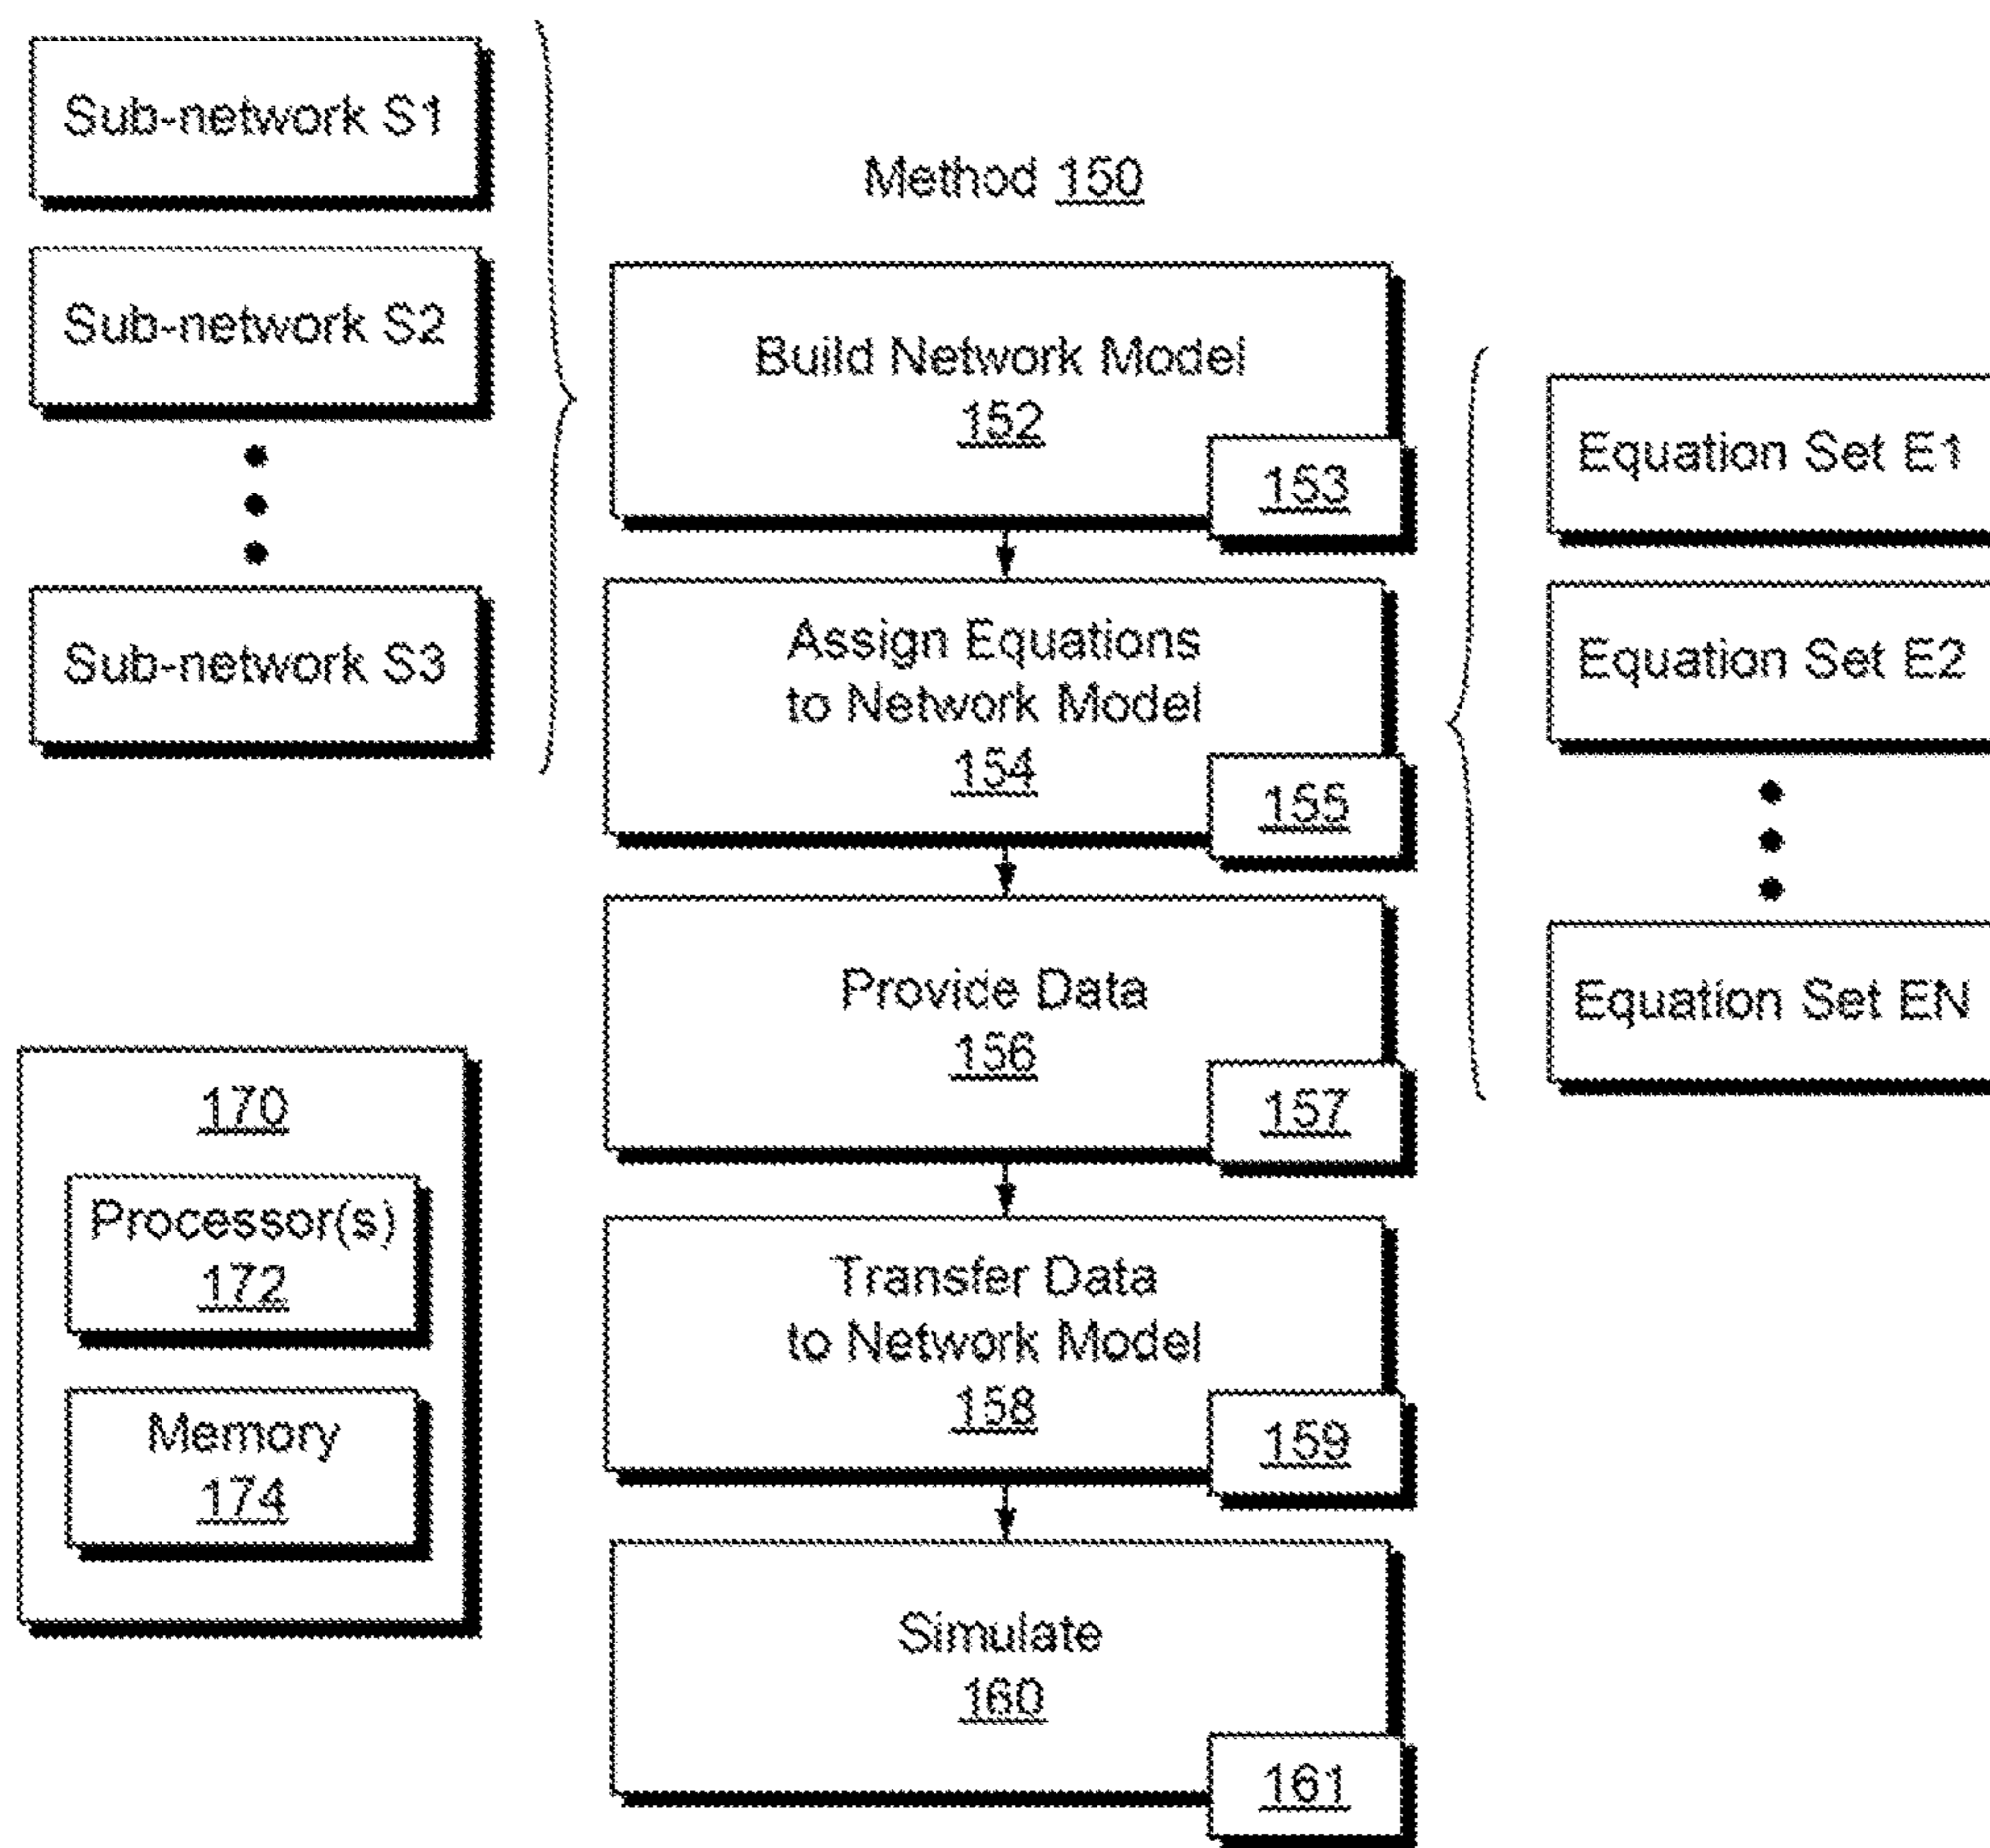 Sub-network S1
Sub-network S2
Sub-network S3
Method 150
Build Network Model
152
153
Assign Equations
to Network Model
154
155
Provide Data
156
157
Transfer Data
to Network Model
158
159
Simulate
160
161
Equation Set E1
Equation Set E2
Equation Set EN
170
Processor(s)
172
Memory
174